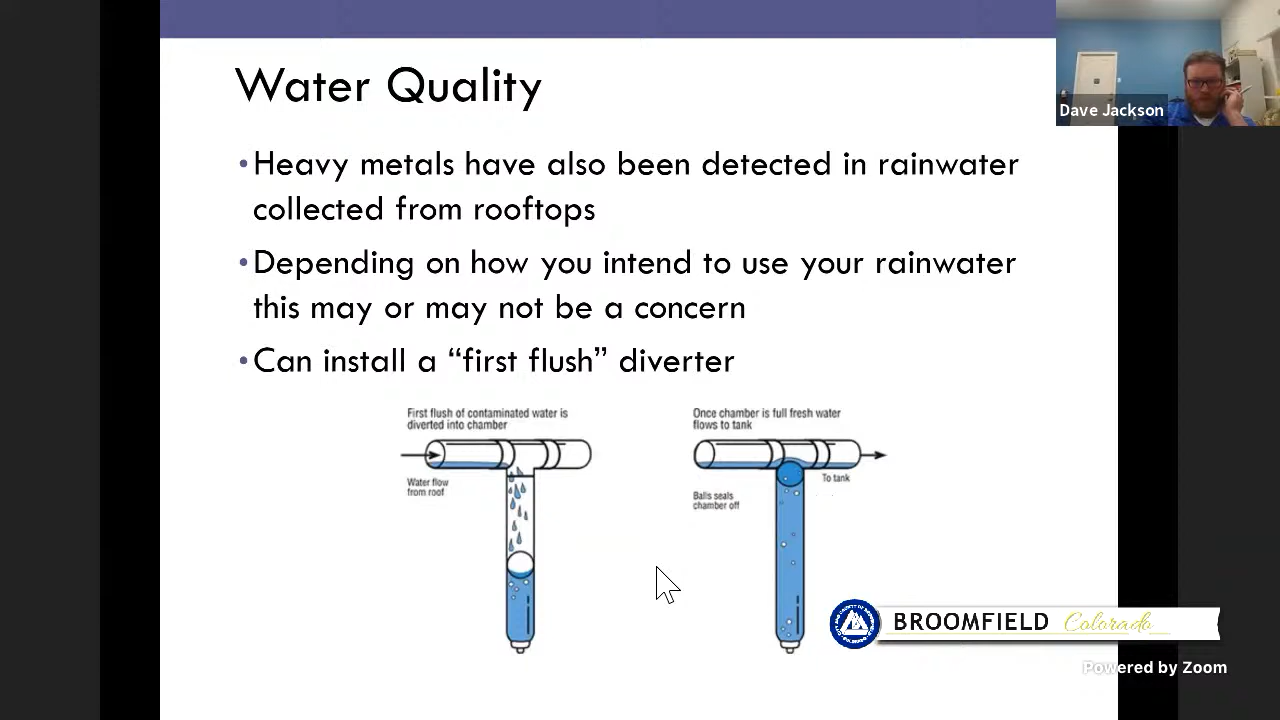 Water Quality
Dave Jackson
•Heavy metals have also been detected in rainwater
collected from rooftops
•Depending on how you intend to use your rainwater
this may or may not be a concern
•Can install a “first flush” diverter
First flush of contaminated water is
diverted into chamber
Once chamber is full fresh water
flows to tank
Water flow
from roof
To tank
Balls seals
chamber off
BROOMFIELD Colorado
Powered by Zoom